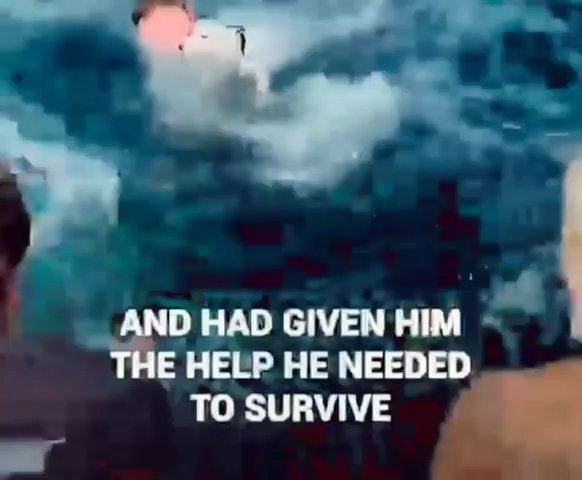 AND HAD GIVEN HIM
THE HELP HE NEEDED
TO SURVIVE